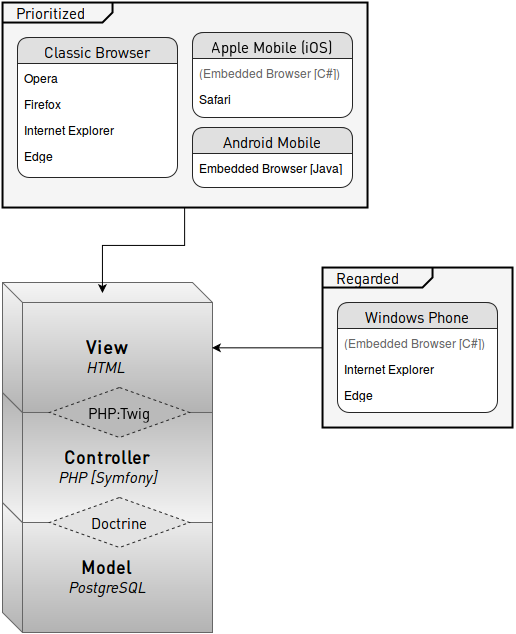 Prioritized
Classic Browser
Opera
Firefox
Internet Explorer
Edge
Apple Mobile (iOS)
(Embedded Browser [C#])
Safari
Android Mobile
Embedded Browser [Java]
Regarded
Windows Phone
(Embedded Browser [C#])
Internet Explorer
Edge
View
HTML
PHP:Twig
Controller
PHP [Symfony]
Doctrine
Model
PostgreSQL